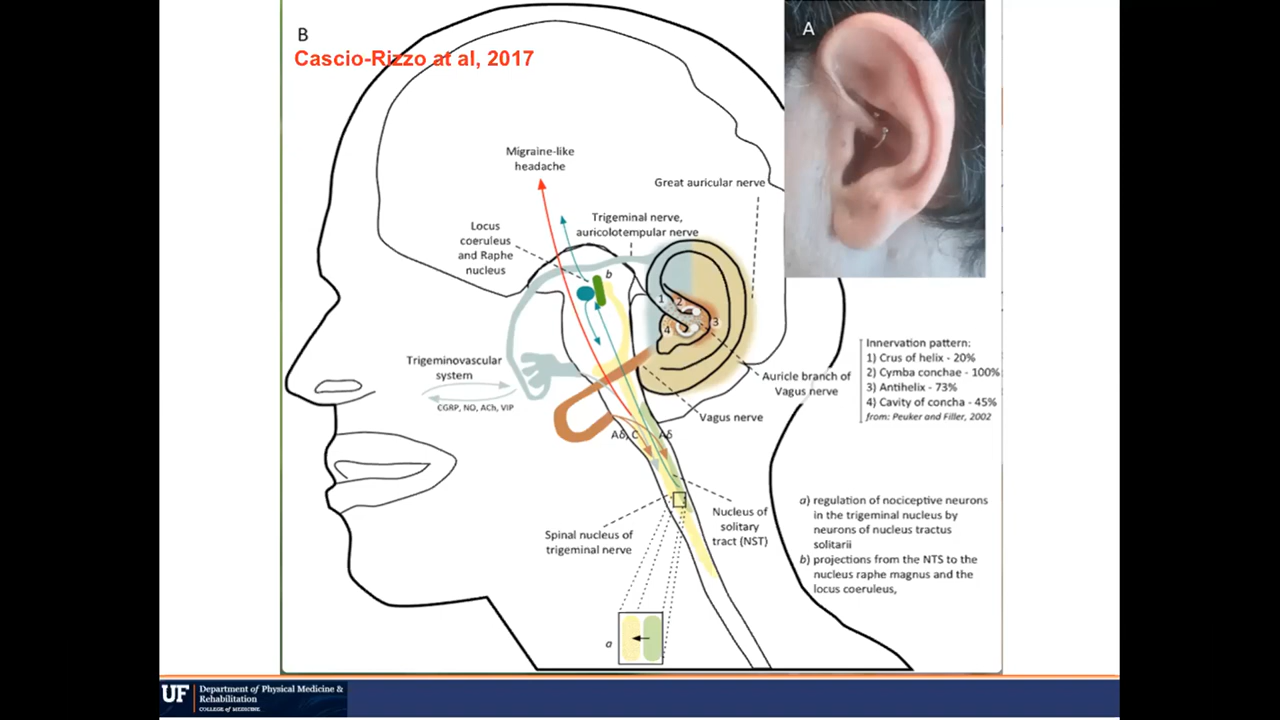 B
Cascio-Rizzo at al, 2017
A
Migraine-like
headache
Great auricular nerve
Locus
coeruleus
and Raphe
nucleus
Trigeminal nerve,
auricolotempular nerve
b
1
2
3
4
Trigeminovascular
system
CGRP, NO, ACh, VIP
Innervation pattern:
1) Crus of helix - 20%
2) Cymba conchae - 100%
3) Antihelix - 73%
4) Cavity of concha - 45%
from: Peuker and Filler, 2002
Auricle branch of
Vagus nerve
Vagus nerve
Aδ, C
Aδ
Nucleus of
solitary
tract (NST)
Spinal nucleus of
trigeminal nerve
a
a) regulation of nociceptive neurons
in the trigeminal nucleus by
neurons of nucleus tractus
solitarii
b) projections from the NTS to the
nucleus raphe magnus and the
locus coeruleus,
UF
Department of Physical Medicine &
Rehabilitation
COLLEGE of MEDICINE